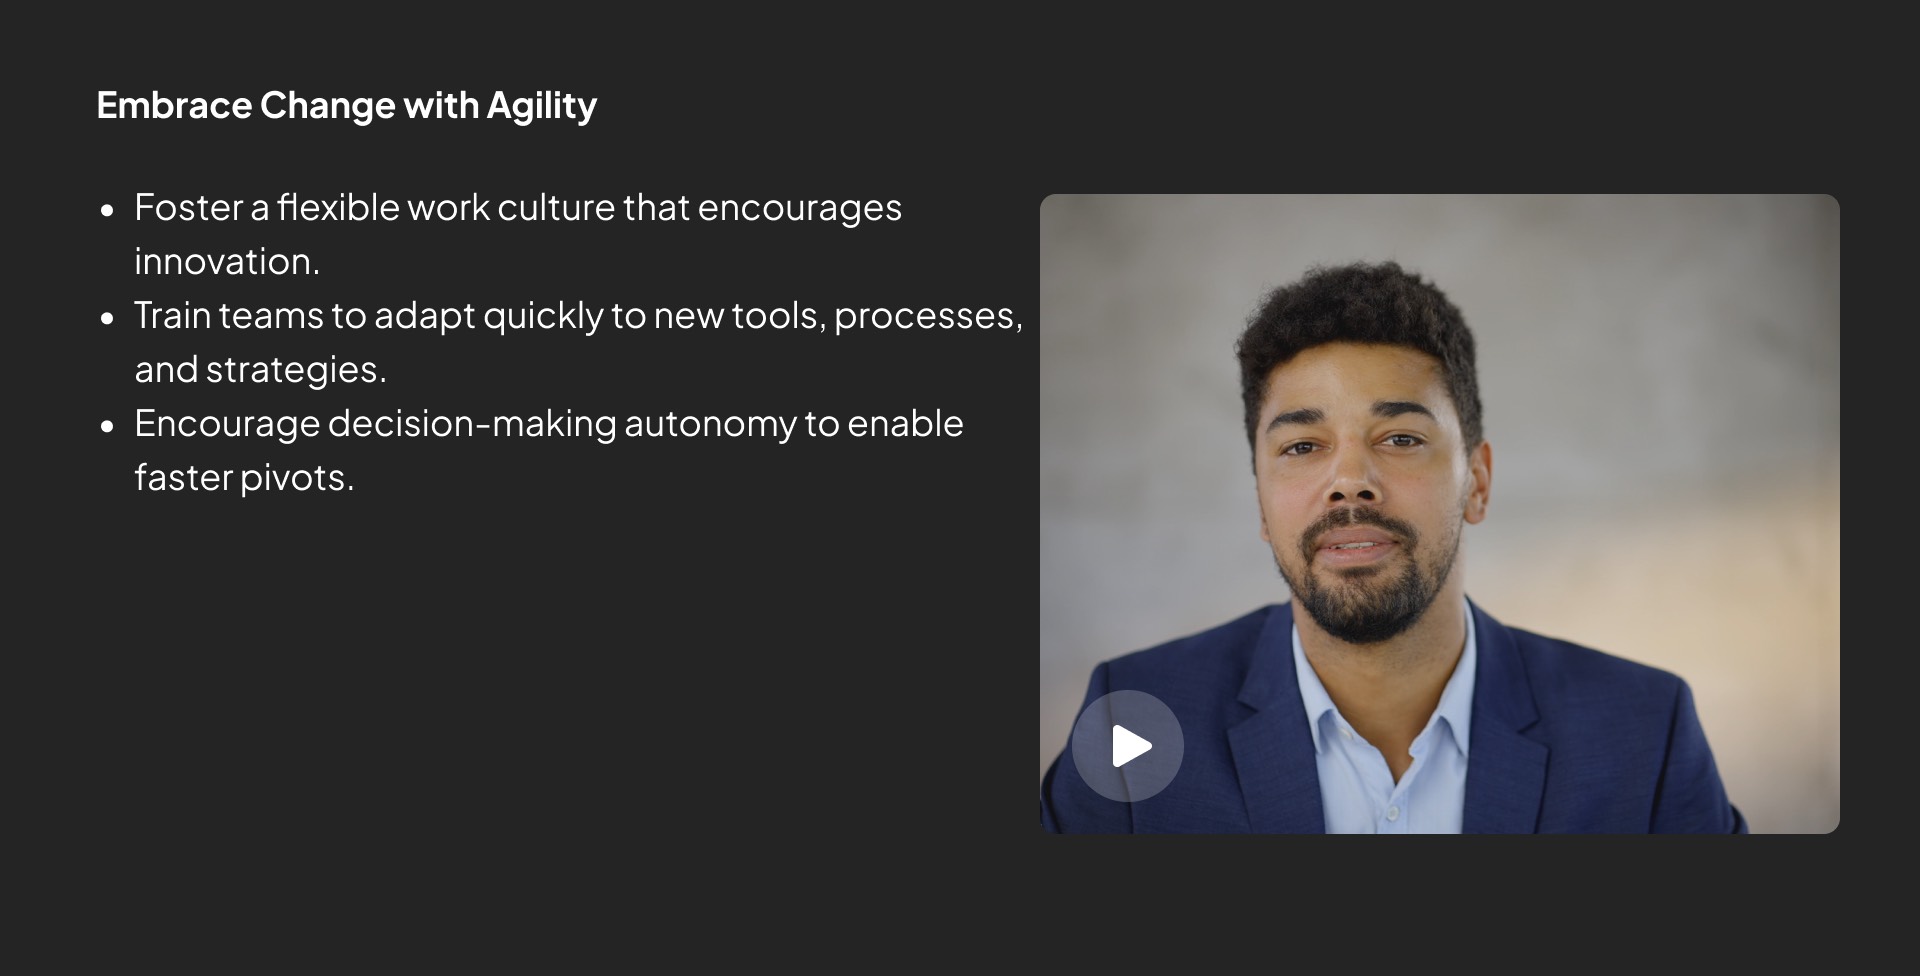 Embrace Change with Agility
• Foster a flexible work culture that encourages
innovation.
• Train teams to adapt quickly to new tools, processes,
and strategies.
• Encourage decision-making autonomy to enable
faster pivots.